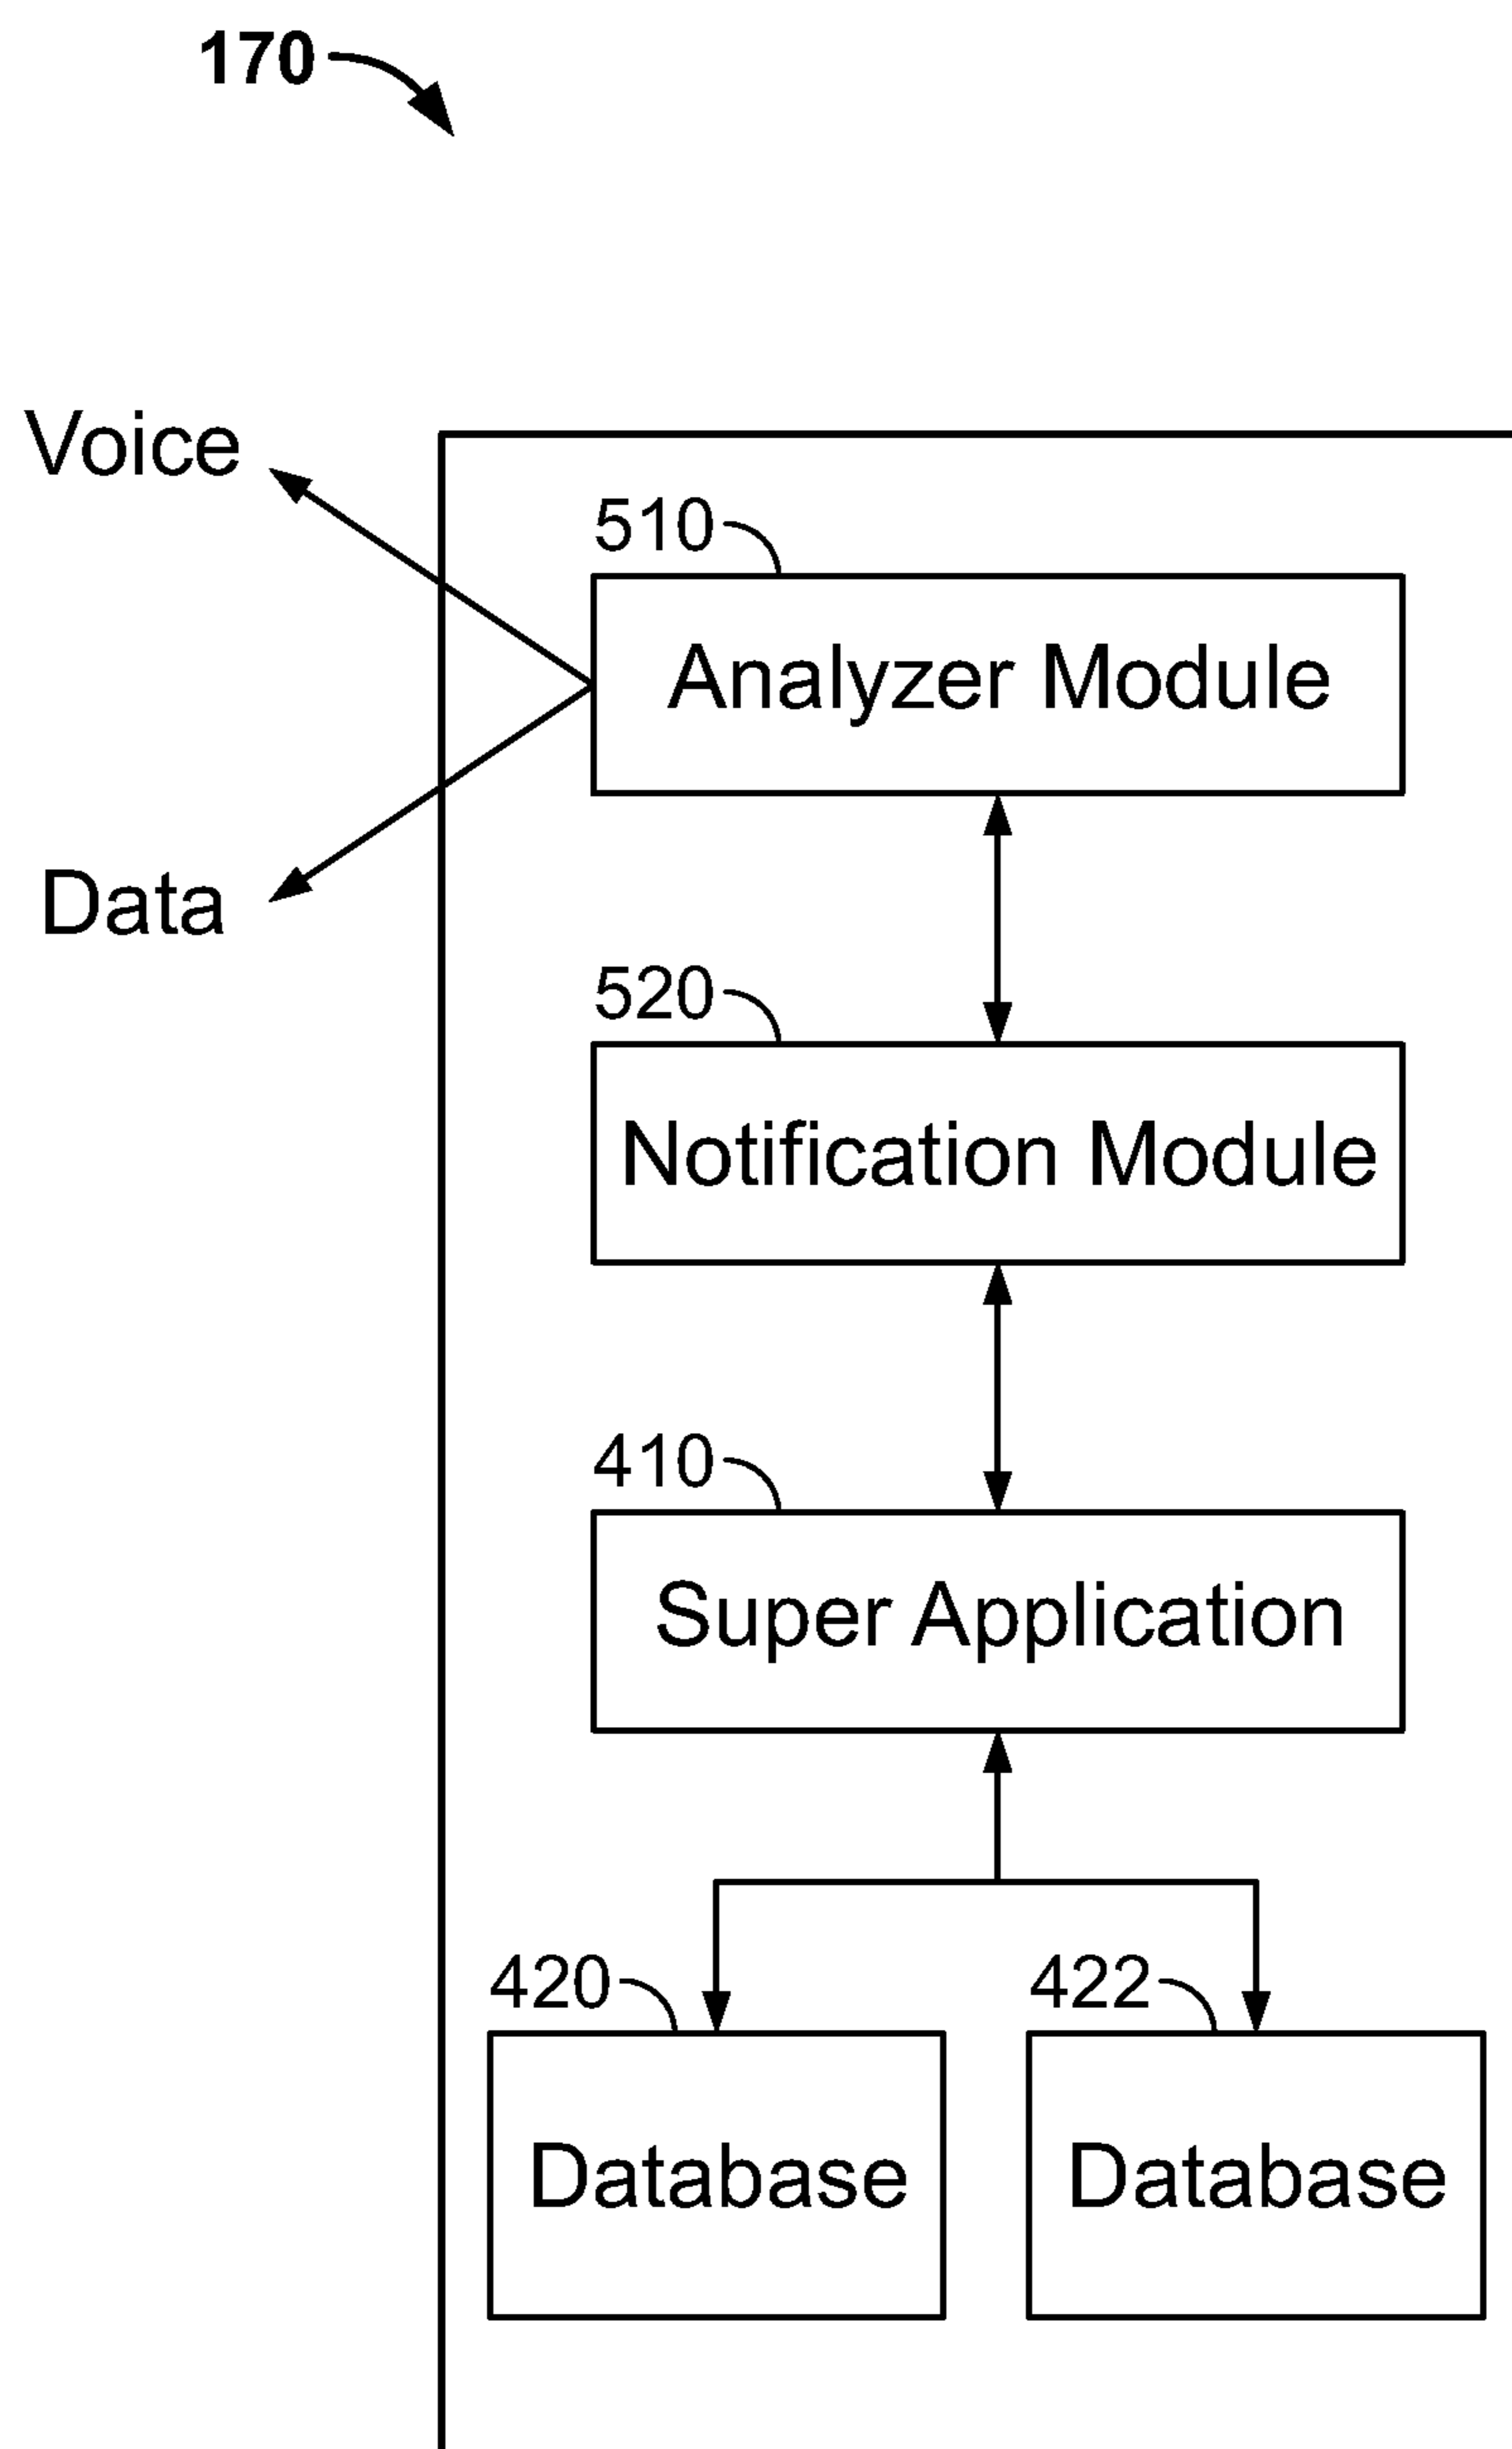 170
Voice
510
Analyzer Module
Data
520
Notification Module
410
Super Application
420
422
Database
Database